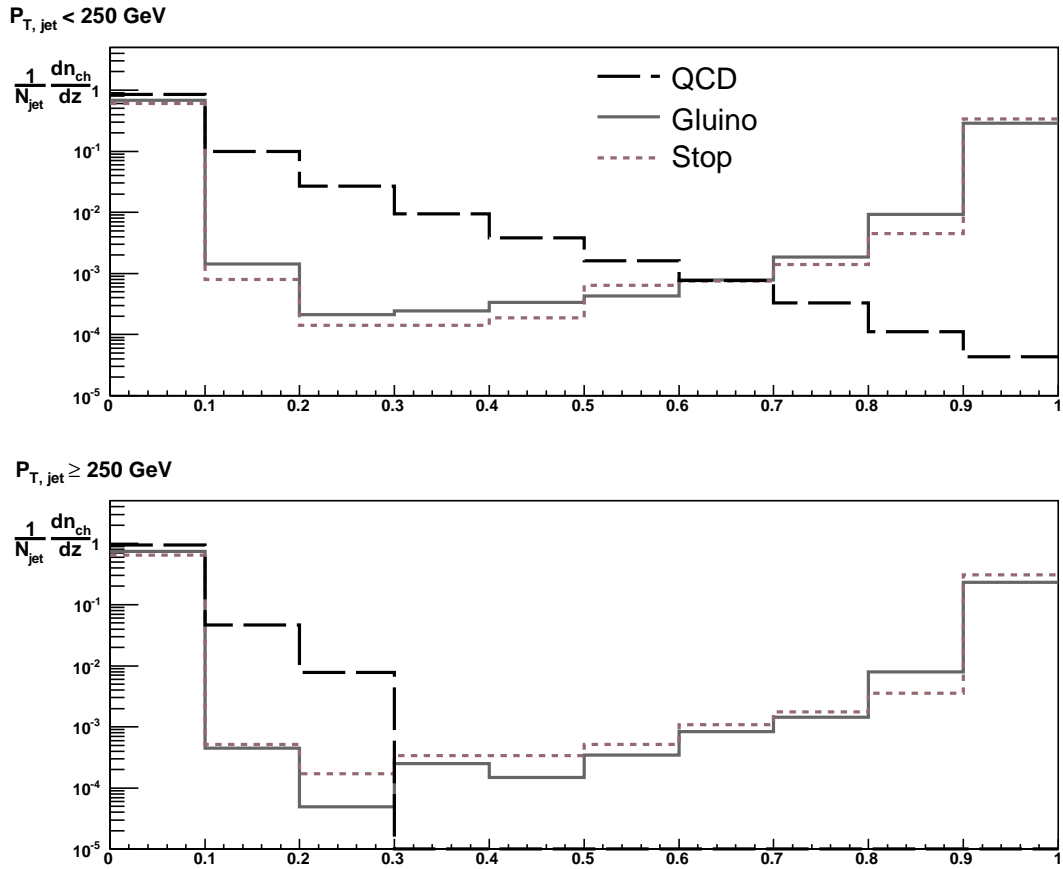 P_T, jet < 250 GeV
1/N_jet dn_ch/dz
QCD
Gluino
Stop
1
10^-1
10^-2
10^-3
10^-4
10^-5
0 0.1 0.2 0.3 0.4 0.5 0.6 0.7 0.8 0.9 1
P_T, jet ≥ 250 GeV
1/N_jet dn_ch/dz
1
10^-1
10^-2
10^-3
10^-4
10^-5
0 0.1 0.2 0.3 0.4 0.5 0.6 0.7 0.8 0.9 1